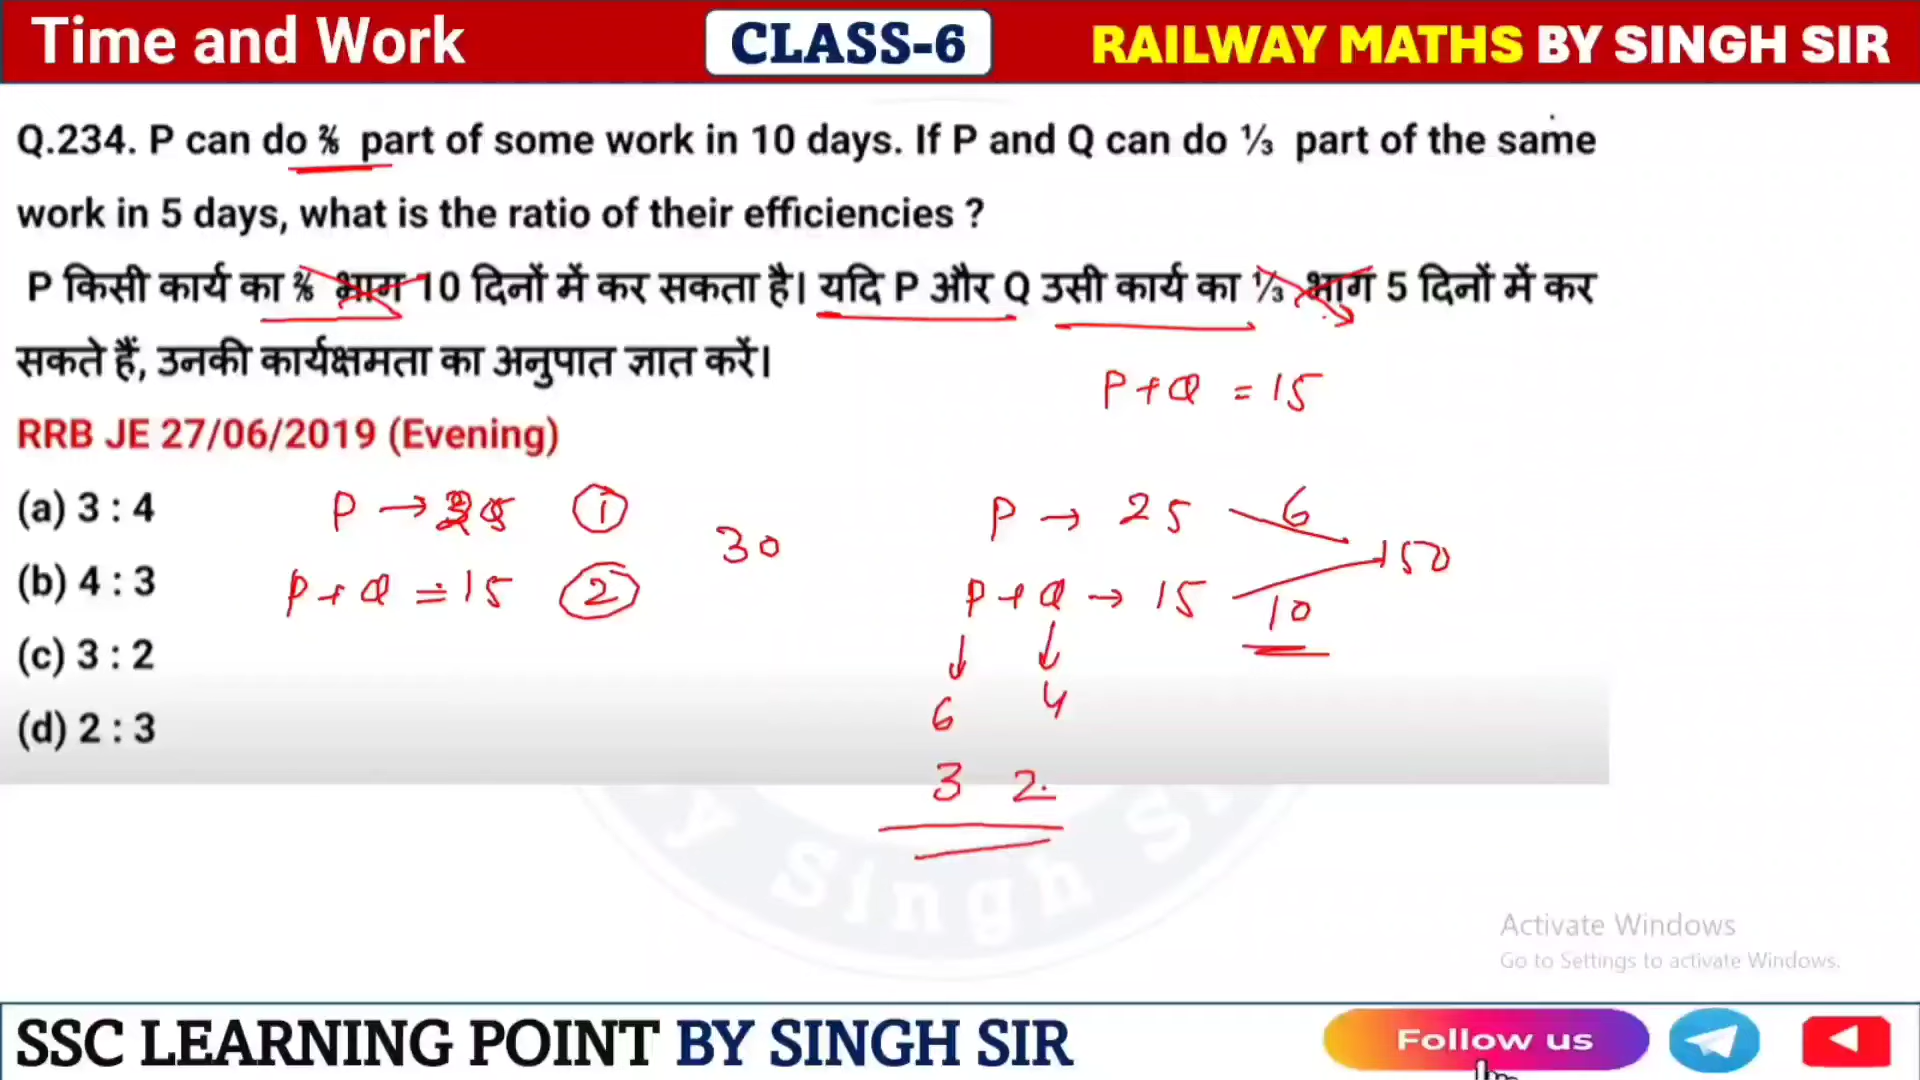 Time and Work
CLASS-6
RAILWAY MATHS BY SINGH SIR
Q.234. P can do ⅖ part of some work in 10 days. If P and Q can do ⅓ part of the same
work in 5 days, what is the ratio of their efficiencies ?
P किसी कार्य का ⅖ भाग 10 दिनों में कर सकता है। यदि P और Q उसी कार्य का ⅓ भाग 5 दिनों में कर
सकते हैं, उनकी कार्यक्षमता का अनुपात ज्ञात करें।
P+Q = 15
RRB JE 27/06/2019 (Evening)
(a) 3 : 4
P → 25 1
30
P → 25 6
150
(b) 4 : 3
P + Q = 15 2
P + Q → 15 10
(c) 3 : 2
6 4
(d) 2 : 3
3 2
y Singh S
Activate Windows
Go to Settings to activate Windows.
SSC LEARNING POINT BY SINGH SIR
Follow us